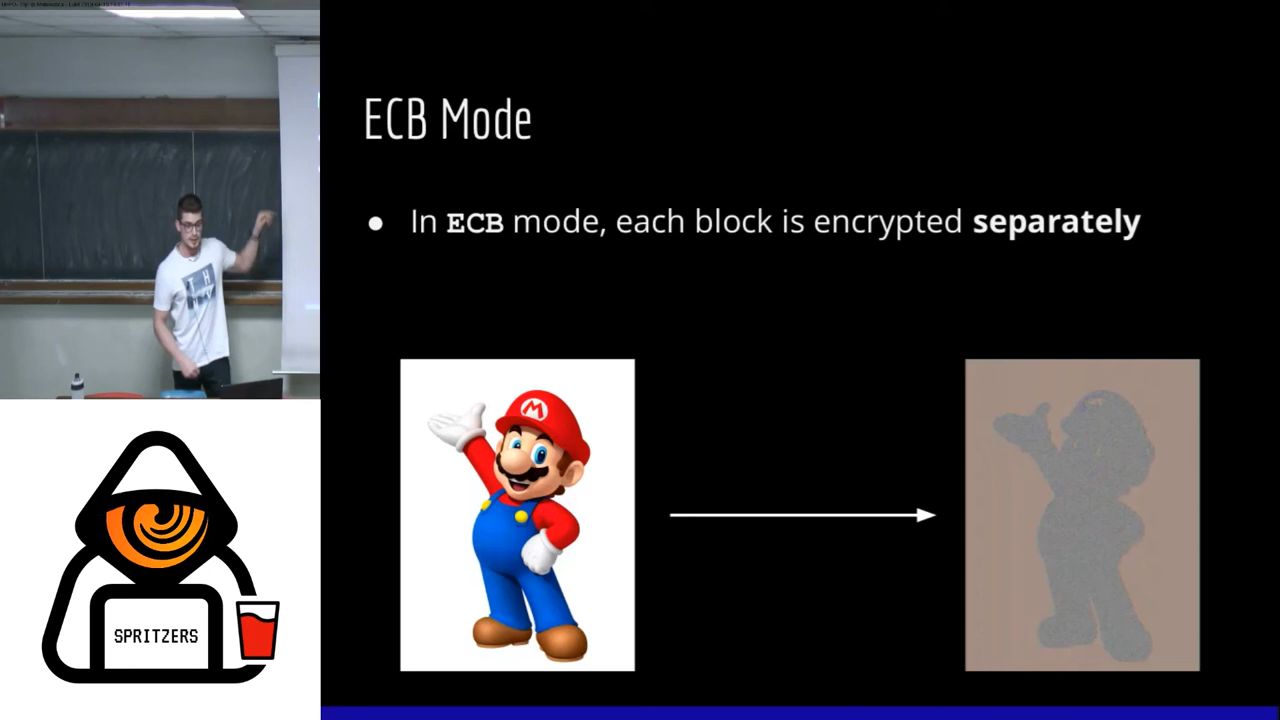 ECB Mode
● In ECB mode, each block is encrypted separately
M
SPRITZERS